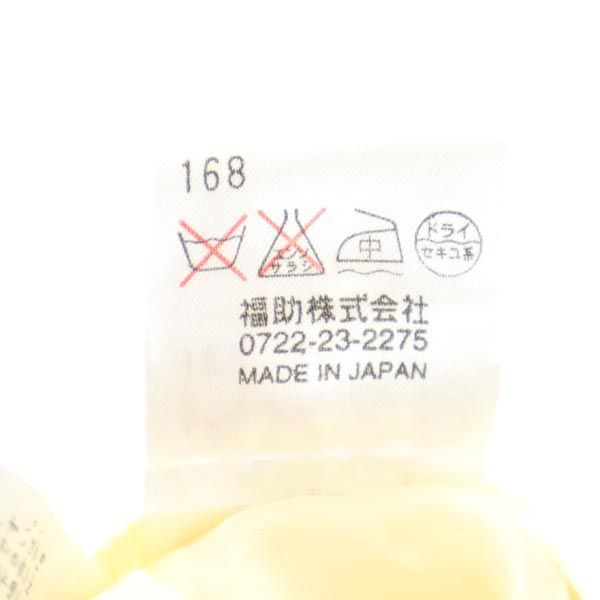 168
エンソ
サラシ
中
ドライ
セキユ系
福助株式会社
0722-23-2275
MADE IN JAPAN